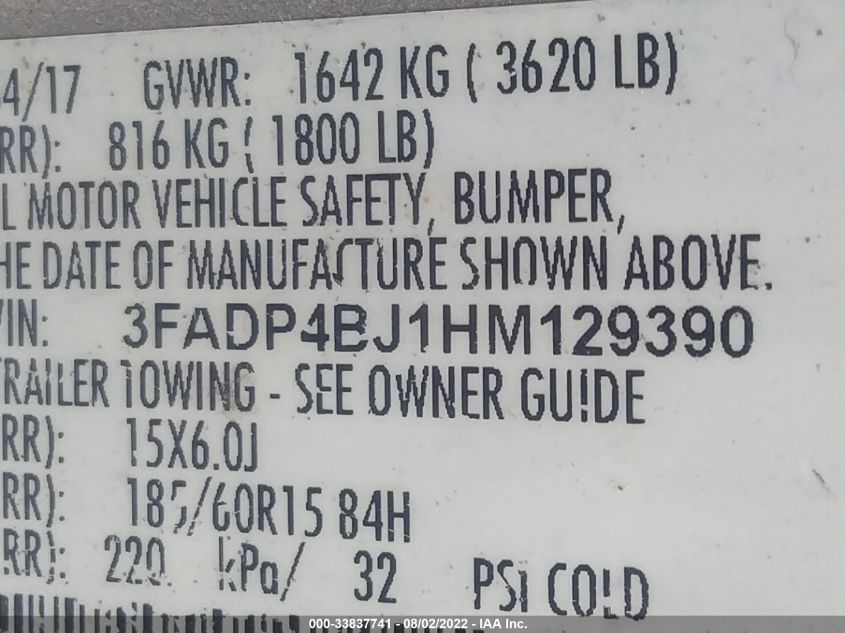 4/17 GVWR: 1642 KG ( 3620 LB)
RR): 816 KG ( 1800 LB)
L MOTOR VEHICLE SAFETY, BUMPER,
HE DATE OF MANUFACTURE SHOWN ABOVE.
VIN: 3FADP4BJ1HM129390
TRAILER TOWING - SEE OWNER GUIDE
RR): 15X6.0J
RR): 185/60R15 84H
RR): 220 kPa/ 32 PSI COLD
000-33837741 - 08/02/2022 - IAA Inc.